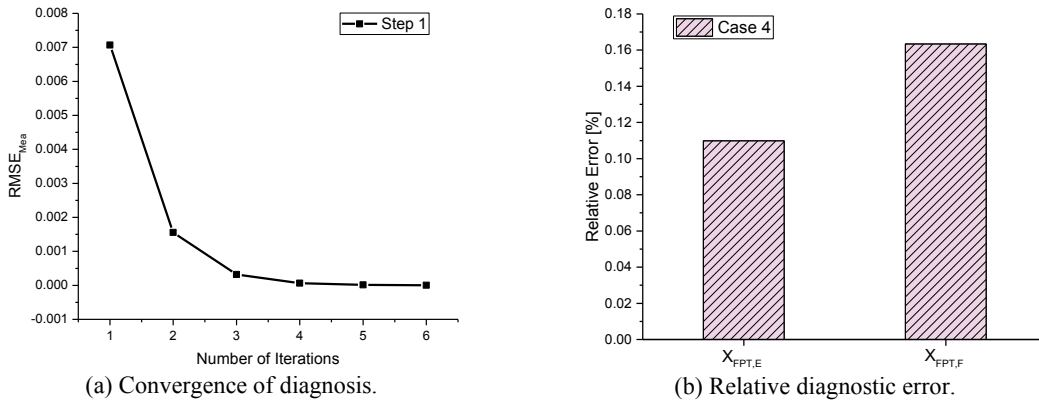 0.008
0.007
0.006
0.005
0.004
0.003
0.002
0.001
0.000
-0.001
RMSE_Mea
Step 1
1 2 3 4 5 6
Number of Iterations
(a) Convergence of diagnosis.
0.18
0.16
0.14
0.12
0.10
0.08
0.06
0.04
0.02
0.00
Relative Error [%]
Case 4
X_FPT,E X_FPT,F
(b) Relative diagnostic error.